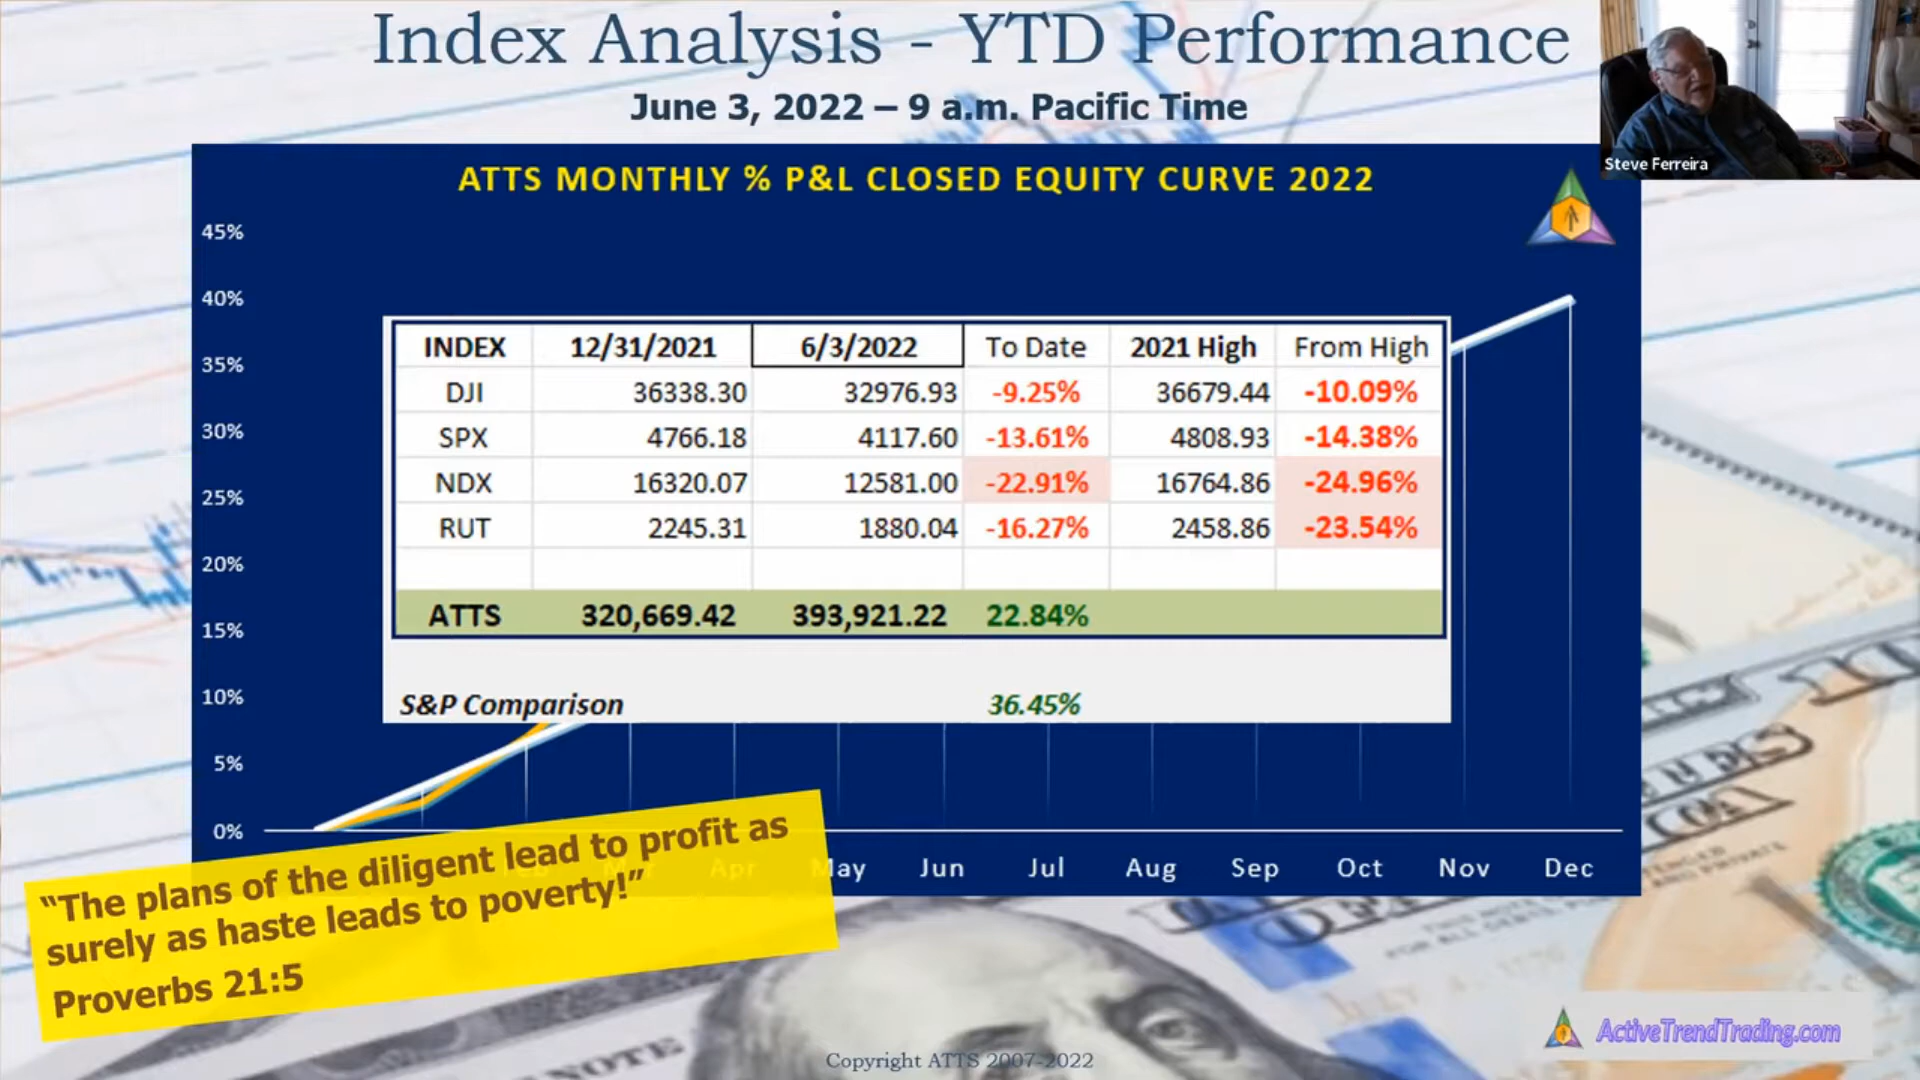 Index Analysis - YTD Performance
June 3, 2022 – 9 a.m. Pacific Time
Steve Ferreira
ATTS MONTHLY % P&L CLOSED EQUITY CURVE 2022
45%
40%
35%
30%
25%
20%
15%
10%
5%
0%
INDEX 12/31/2021 6/3/2022 To Date 2021 High From High
DJI 36338.30 32976.93 -9.25% 36679.44 -10.09%
SPX 4766.18 4117.60 -13.61% 4808.93 -14.38%
NDX 16320.07 12581.00 -22.91% 16764.86 -24.96%
RUT 2245.31 1880.04 -16.27% 2458.86 -23.54%
ATTS 320,669.42 393,921.22 22.84%
S&P Comparison 36.45%
Feb Mar Apr May Jun Jul Aug Sep Oct Nov Dec
“The plans of the diligent lead to profit as
surely as haste leads to poverty!”
Proverbs 21:5
NOTE
ActiveTrendTrading.com
Copyright ATTS 2007-2022